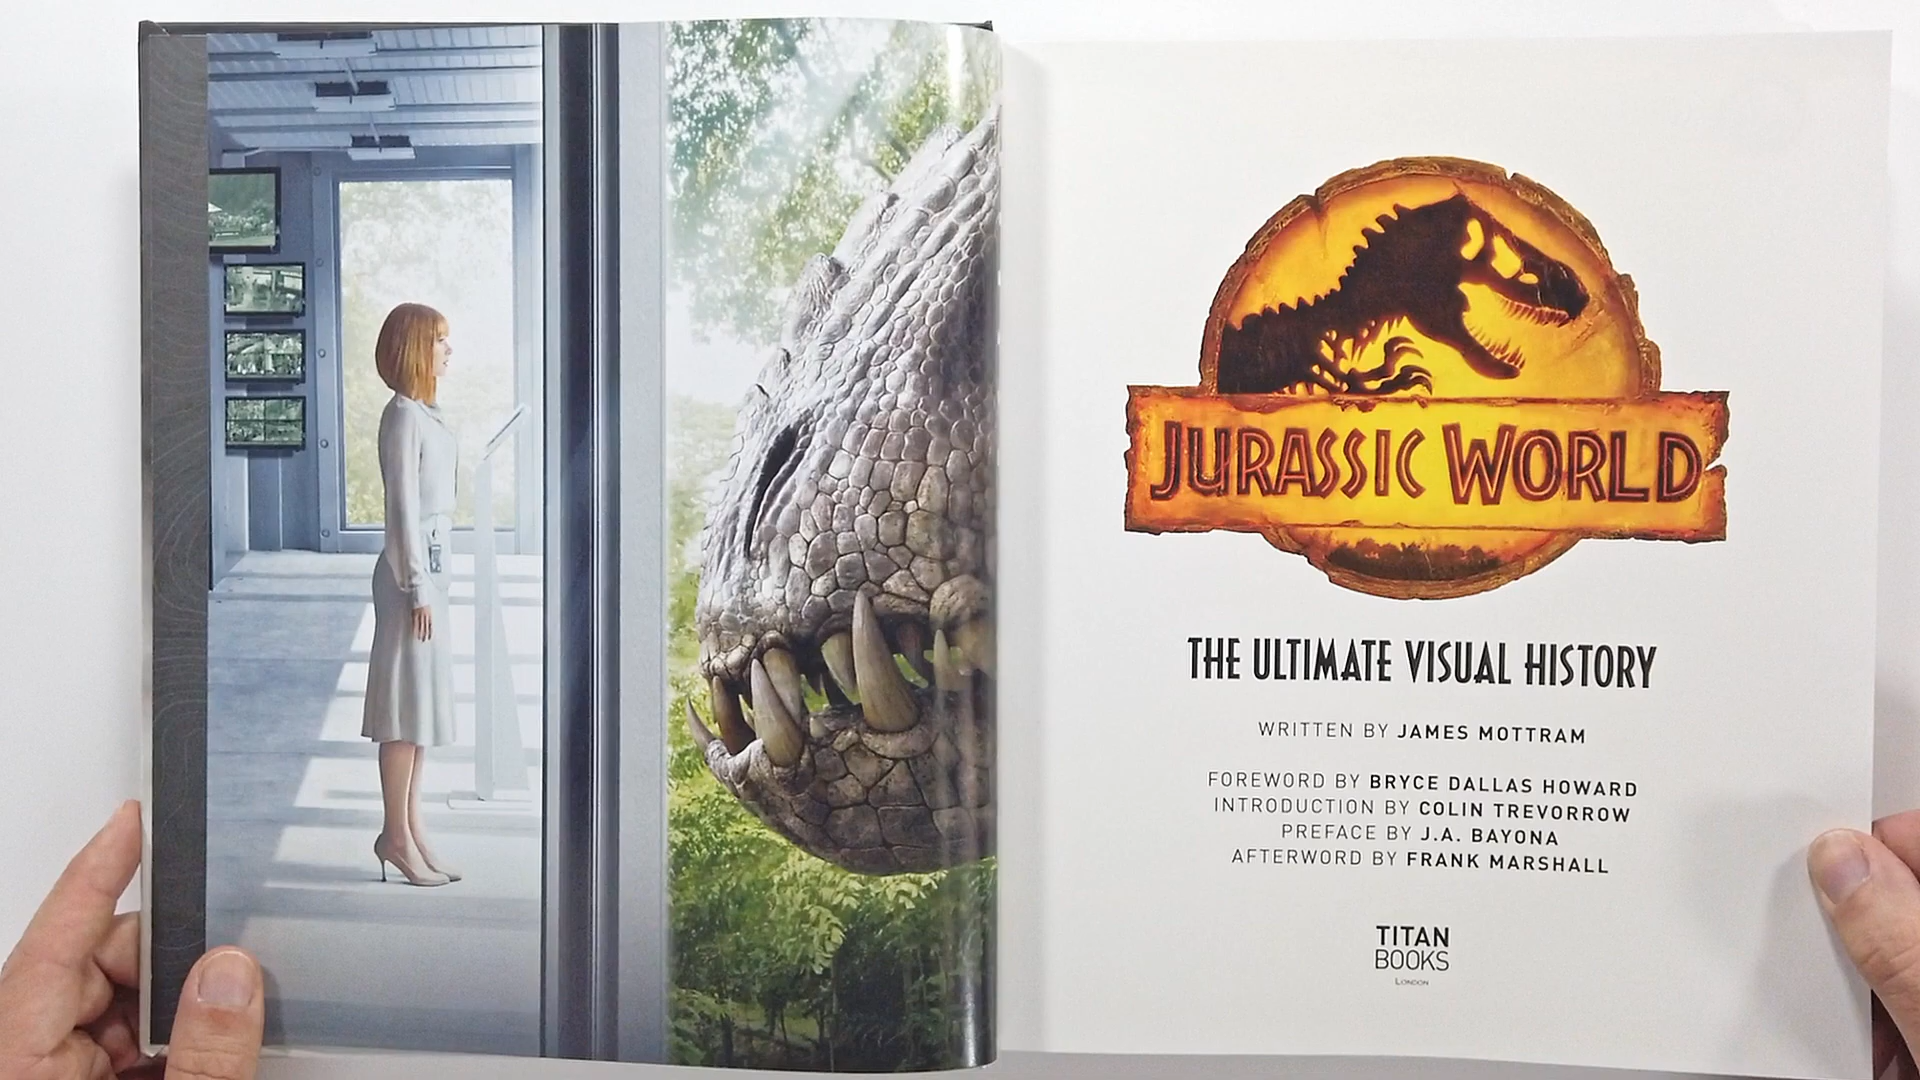 JURASSIC WORLD
THE ULTIMATE VISUAL HISTORY
WRITTEN BY JAMES MOTTRAM
FOREWORD BY BRYCE DALLAS HOWARD
INTRODUCTION BY COLIN TREVORROW
PREFACE BY J.A. BAYONA
AFTERWORD BY FRANK MARSHALL
TITAN
BOOKS
LONDON